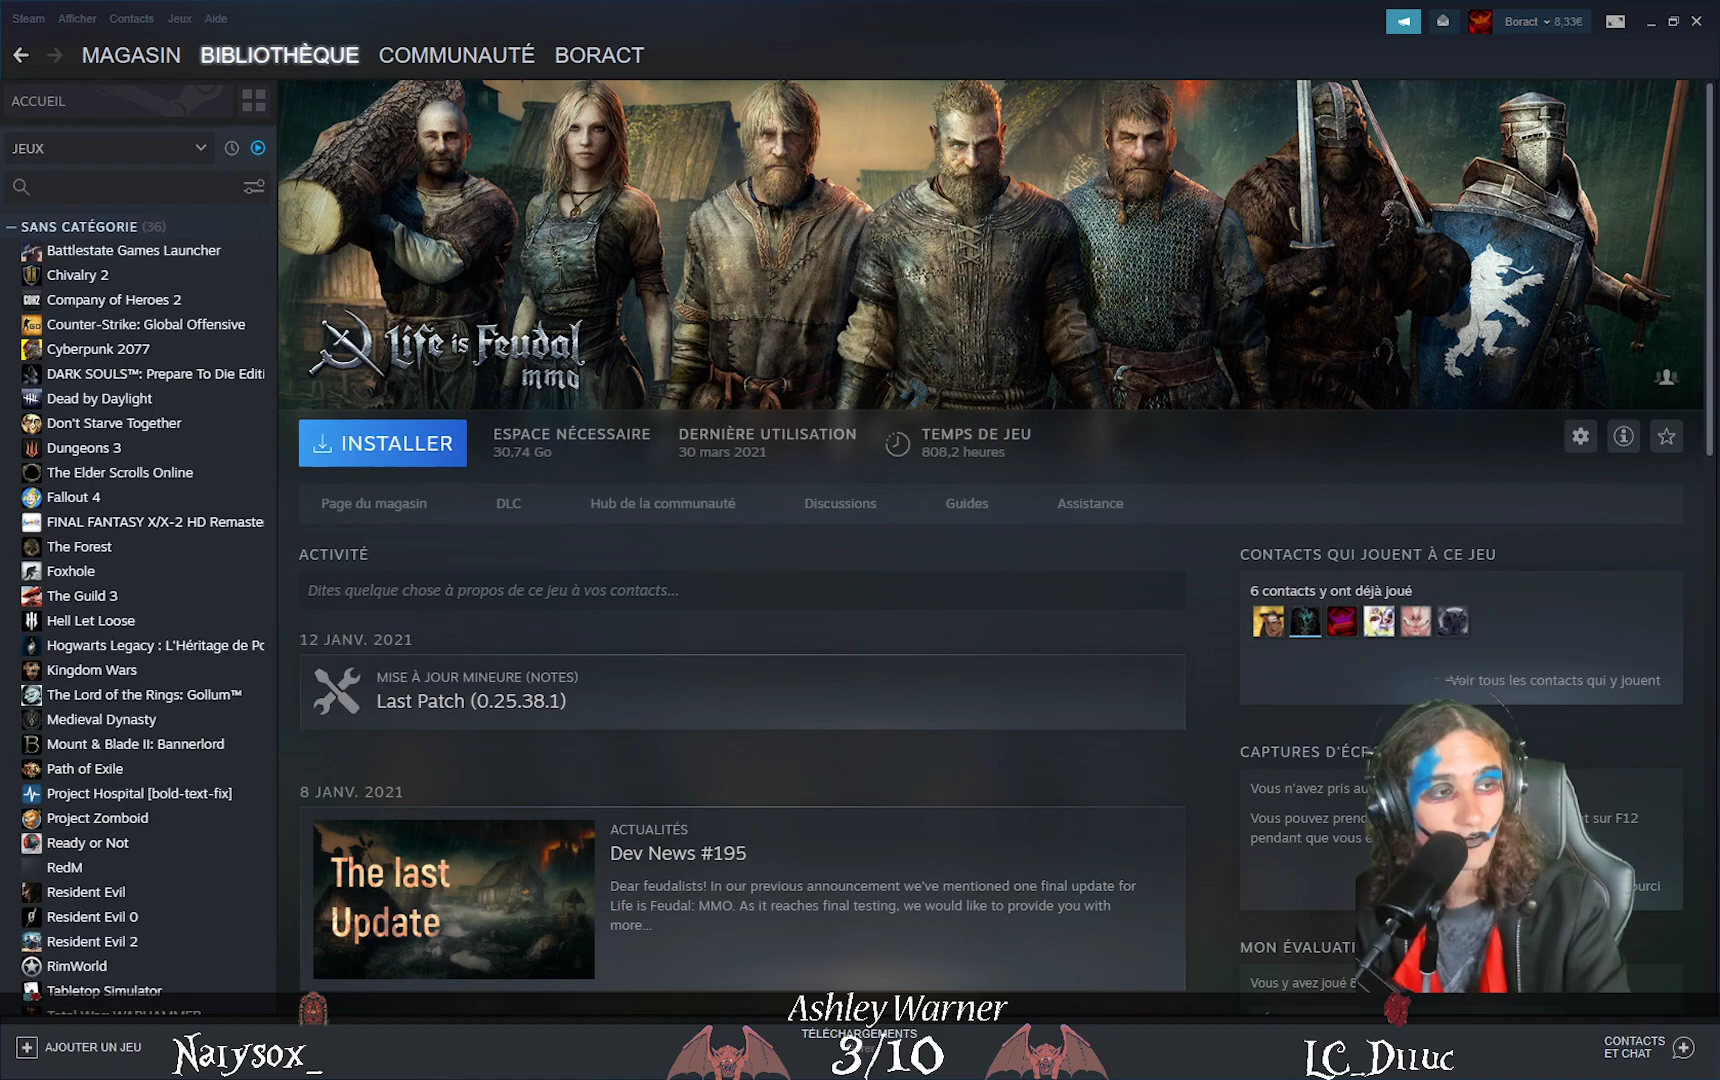 Steam Afficher Contacts Jeux Aide
Boract 8,33€
MAGASIN BIBLIOTHÈQUE COMMUNAUTÉ BORACT
ACCUEIL
JEUX
SANS CATÉGORIE (36)
Battlestate Games Launcher
Chivalry 2
COH2 Company of Heroes 2
GO Counter-Strike: Global Offensive
Cyberpunk 2077
DARK SOULS™: Prepare To Die Editi
Dead by Daylight
Don't Starve Together
Dungeons 3
The Elder Scrolls Online
Fallout 4
FINAL FANTASY X/X-2 HD Remaste
The Forest
Foxhole
The Guild 3
Hell Let Loose
Hogwarts Legacy : L'Héritage de Po
Kingdom Wars
The Lord of the Rings: Gollum™
Medieval Dynasty
Mount & Blade II: Bannerlord
Path of Exile
Project Hospital [bold-text-fix]
Project Zomboid
Ready or Not
RedM
Resident Evil
Resident Evil 0
Resident Evil 2
RimWorld
Tabletop Simulator
Total War: WARHAMMER
Life is Feudal
mmo
INSTALLER
ESPACE NÉCESSAIRE
30,74 Go
DERNIÈRE UTILISATION
30 mars 2021
TEMPS DE JEU
808,2 heures
Page du magasin DLC Hub de la communauté Discussions Guides Assistance
ACTIVITÉ
Dites quelque chose à propos de ce jeu à vos contacts...
12 JANV. 2021
MISE À JOUR MINEURE (NOTES)
Last Patch (0.25.38.1)
8 JANV. 2021
The last
Update
ACTUALITÉS
Dev News #195
Dear feudalists! In our previous announcement we've mentioned one final update for
Life is Feudal: MMO. As it reaches final testing, we would like to provide you with
more...
CONTACTS QUI JOUENT À CE JEU
6 contacts y ont déjà joué
Voir tous les contacts qui y jouent
CAPTURES D'ÉCR
Vous n'avez pris au
Vous pouvez prend t sur F12
pendant que vous
ourci
MON ÉVALUATI
Vous y avez joué 8
Ashley Warner
TÉLÉCHARGEMENTS
3/10
AJOUTER UN JEU
Narysox_
LC_Diluc
CONTACTS
ET CHAT